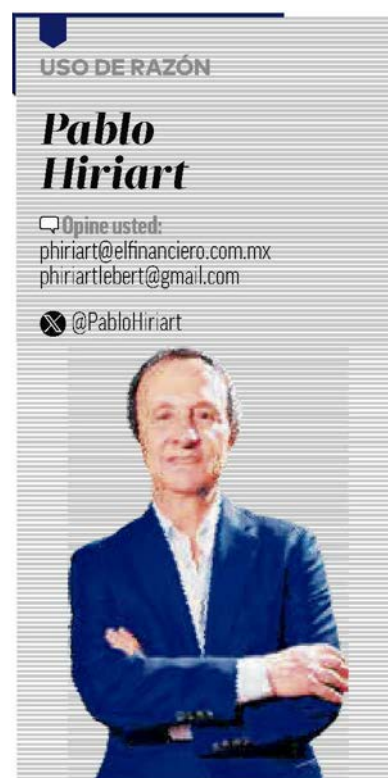 USO DE RAZÓN
Pablo
Hiriart
Opine usted:
phiriart@elfinanciero.com.mx
phiriartlebert@gmail.com
@PabloHiriart